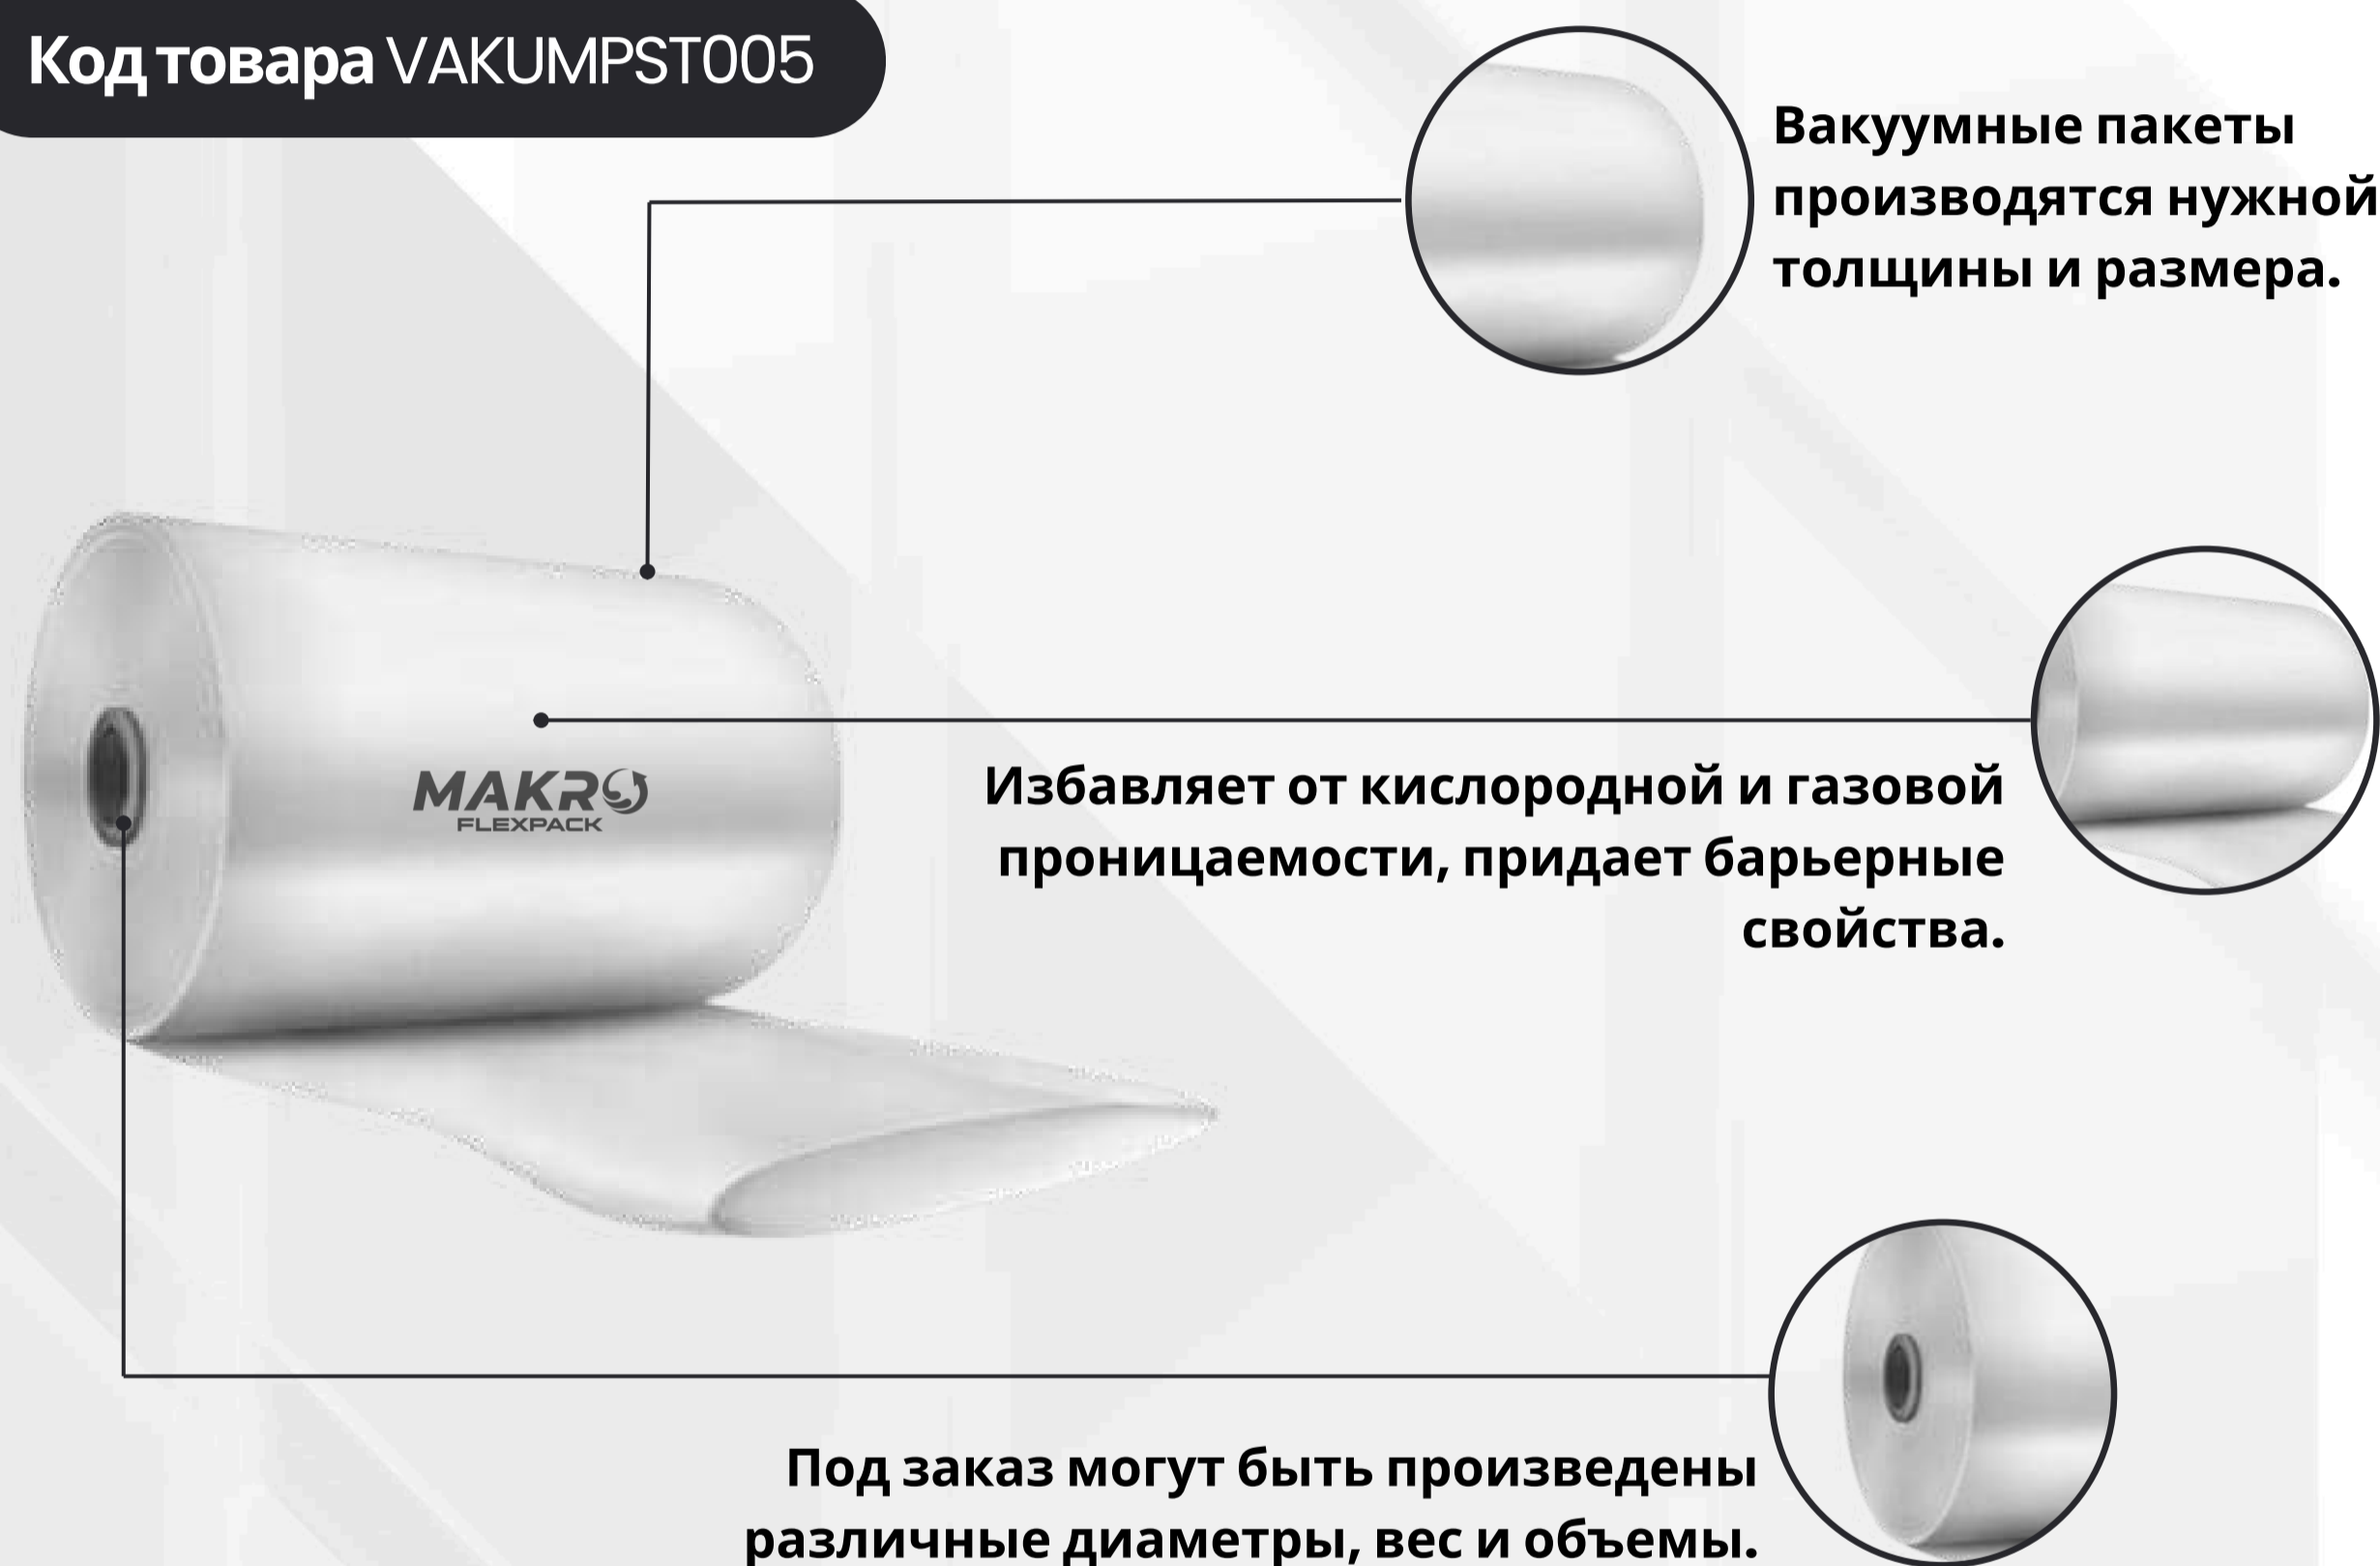 Код товара VAKUMPST005
Вакуумные пакеты
производятся нужной
толщины и размера.
MAKRO
FLEXPACK
Избавляет от кислородной и газовой
проницаемости, придает барьерные
свойства.
Под заказ могут быть произведены
различные диаметры, вес и объемы.